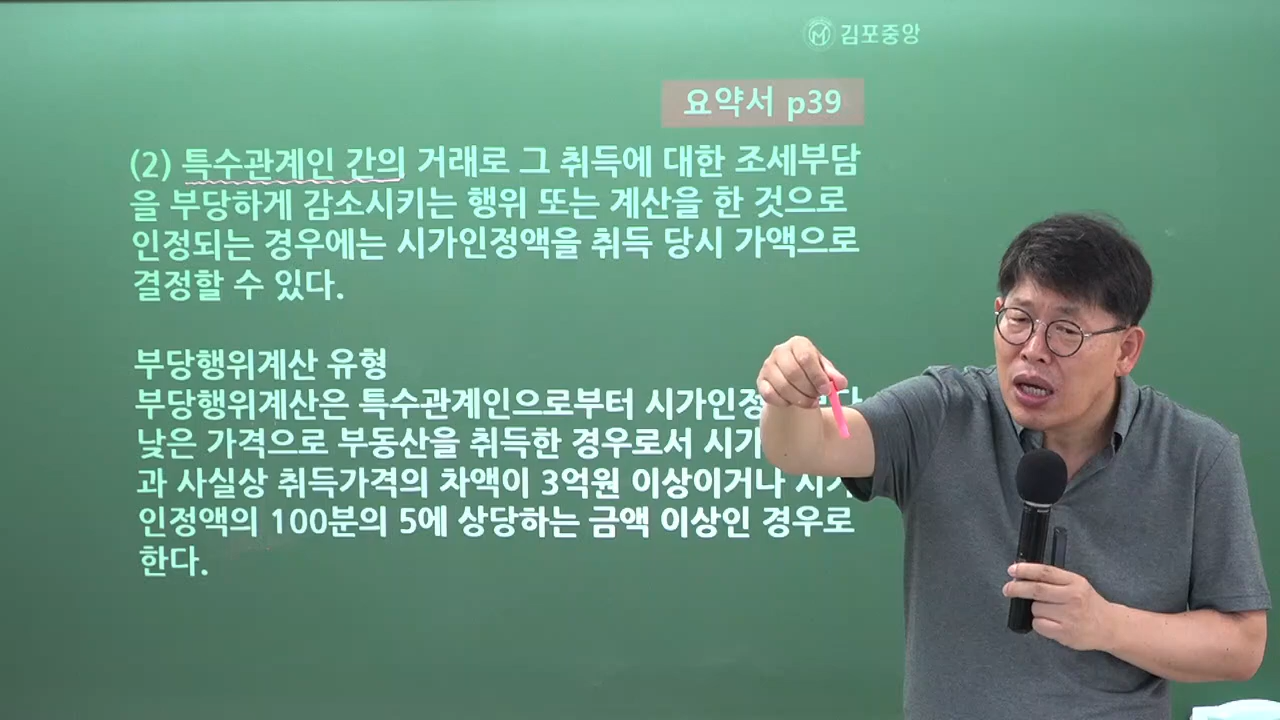 김포중앙
요약서 p39
(2) 특수관계인 간의 거래로 그 취득에 대한 조세부담
을 부당하게 감소시키는 행위 또는 계산을 한 것으로
인정되는 경우에는 시가인정액을 취득 당시 가액으로
결정할 수 있다.
부당행위계산 유형
부당행위계산은 특수관계인으로부터 시가인정
낮은 가격으로 부동산을 취득한 경우로서 시가
과 사실상 취득가격의 차액이 3억원 이상이거나 시가
인정액의 100분의 5에 상당하는 금액 이상인 경우로
한다.